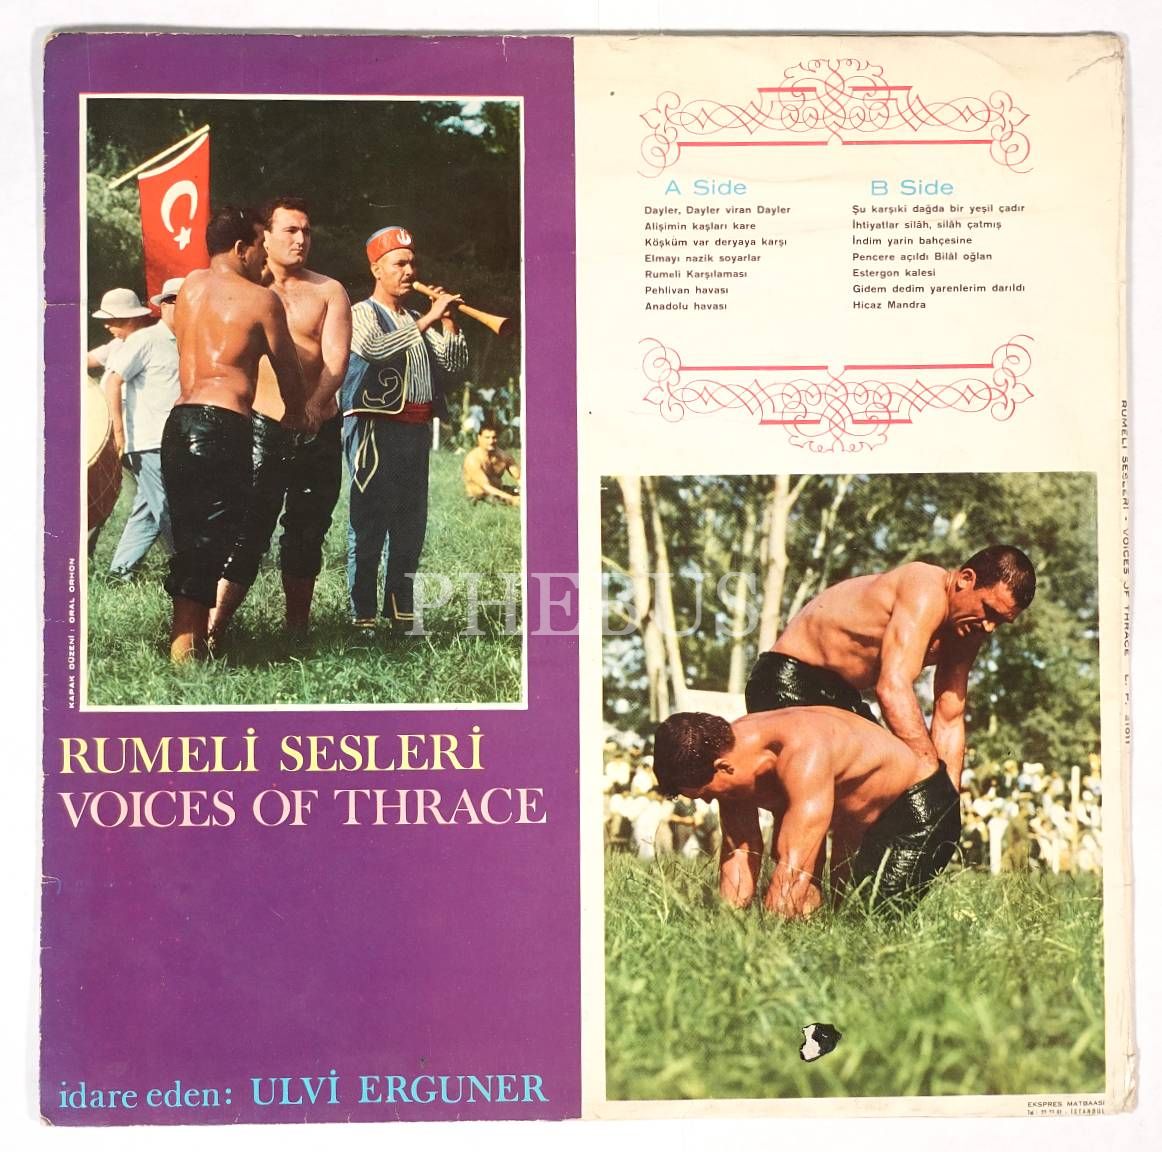 RUMELİ SESLERİ
VOICES OF THRACE
idare eden: ULVİ ERGUNER
KAPAK DÜZENİ: ORAL ORHON
A Side
Dayler, Dayler viran Dayler
Alişimin kaşları kare
Köşküm var deryaya karşı
Elmayı nazik soyarlar
Rumeli Karşılaması
Pehlivan havası
Anadolu havası
B Side
Şu karşıki dağda bir yeşil çadır
İhtiyatlar silâh, silâh çatmış
İndim yarin bahçesine
Pencere açıldı Bilâl oğlan
Estergon kalesi
Gidem dedim yarenlerim darıldı
Hicaz Mandra
PHEBUS
RUMELİ SESLERİ - VOICES OF THRACE L. P.
EKSPRES MATBAASI
İSTANBUL